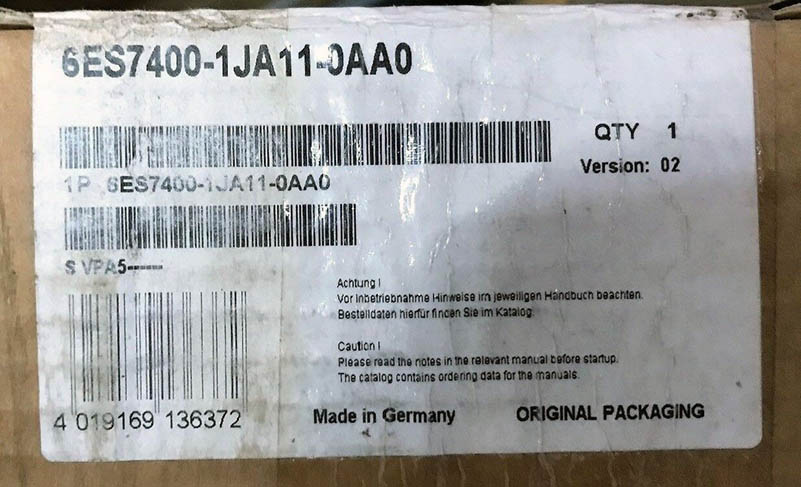 6ES7400-1JA11-0AA0
QTY 1
Version: 02
1P 6ES7400-1JA11-0AA0
S VPA5
Achtung !
Vor Inbetriebnahme Hinweise im jeweiligen Handbuch beachten.
Bestelldaten hierfür finden Sie im Katalog.
Caution !
Please read the notes in the relevant manual before startup.
The catalog contains ordering data for the manuals.
4 019169 136372
Made in Germany
ORIGINAL PACKAGING